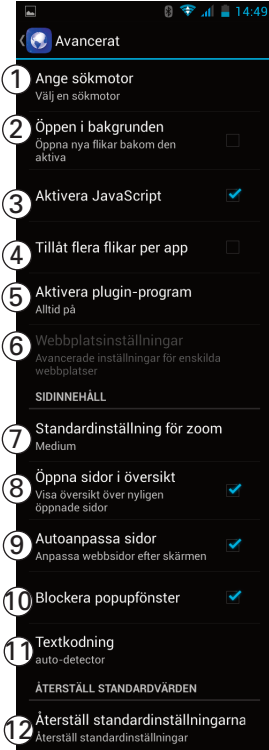 14:49
Avancerat
1 Ange sökmotor
Välj en sökmotor
2 Öppen i bakgrunden
Öppna nya flikar bakom den
aktiva
3 Aktivera JavaScript
4 Tillåt flera flikar per app
5 Aktivera plugin-program
Alltid på
6 Webbplatsinställningar
Avancerade inställningar för enskilda
webbplatser
SIDINNEHÅLL
7 Standardinställning för zoom
Medium
8 Öppna sidor i översikt
Visa översikt över nyligen
öppnade sidor
9 Autoanpassa sidor
Anpassa webbsidor efter skärmen
10 Blockera popupfönster
11 Textkodning
auto-detector
ÅTERSTÄLL STANDARDVÄRDEN
12 Återställ standardinställningarna
Återställ standardinställningar